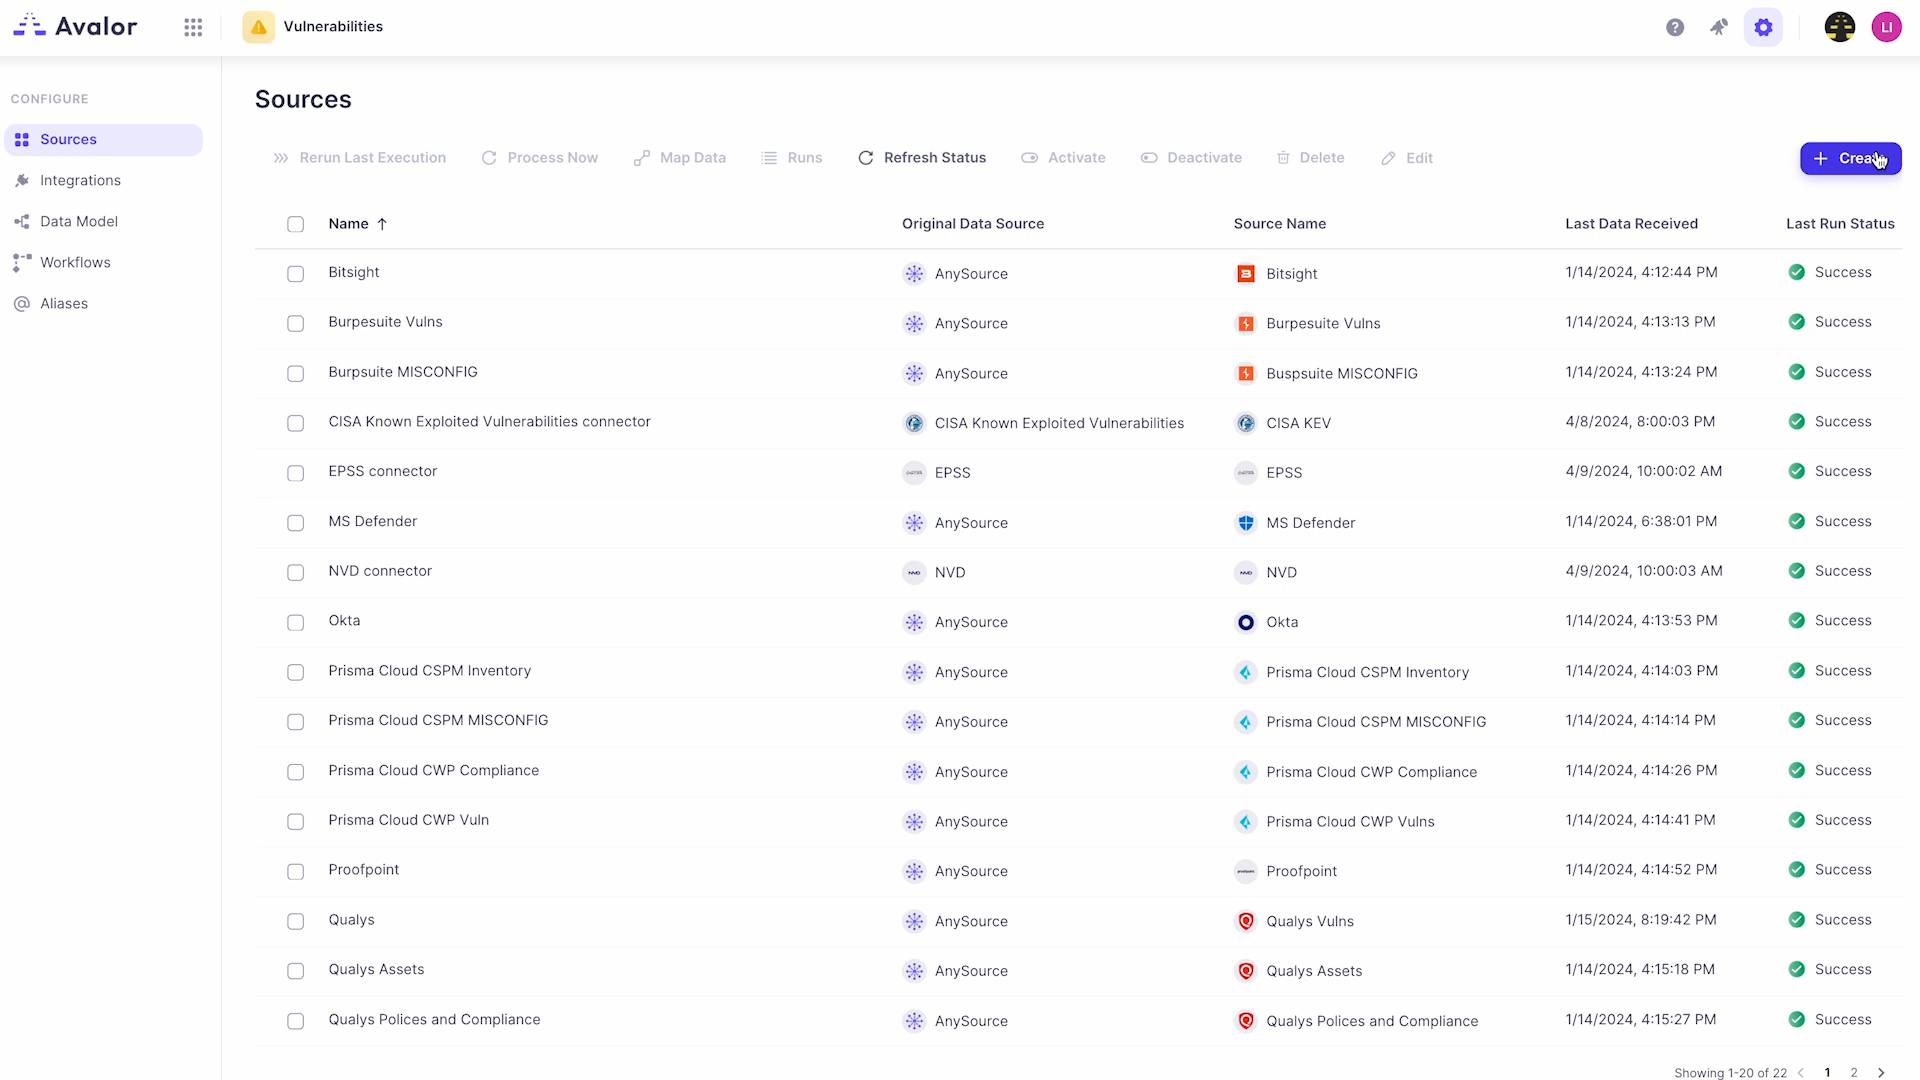 Avalor
Vulnerabilities
LI
CONFIGURE
Sources
Integrations
Data Model
Workflows
Aliases
Sources
Rerun Last Execution Process Now Map Data Runs Refresh Status Activate Deactivate Delete Edit
Name Original Data Source Source Name Last Data Received Last Run Status
Bitsight AnySource Bitsight 1/14/2024, 4:12:44 PM Success
Burpesuite Vulns AnySource Burpesuite Vulns 1/14/2024, 4:13:13 PM Success
Burpsuite MISCONFIG AnySource Buspsuite MISCONFIG 1/14/2024, 4:13:24 PM Success
CISA Known Exploited Vulnerabilities connector CISA Known Exploited Vulnerabilities CISA KEV 4/8/2024, 8:00:03 PM Success
EPSS connector EPSS EPSS 4/9/2024, 10:00:02 AM Success
MS Defender AnySource MS Defender 1/14/2024, 6:38:01 PM Success
NVD connector NVD NVD 4/9/2024, 10:00:03 AM Success
Okta AnySource Okta 1/14/2024, 4:13:53 PM Success
Prisma Cloud CSPM Inventory AnySource Prisma Cloud CSPM Inventory 1/14/2024, 4:14:03 PM Success
Prisma Cloud CSPM MISCONFIG AnySource Prisma Cloud CSPM MISCONFIG 1/14/2024, 4:14:14 PM Success
Prisma Cloud CWP Compliance AnySource Prisma Cloud CWP Compliance 1/14/2024, 4:14:26 PM Success
Prisma Cloud CWP Vuln AnySource Prisma Cloud CWP Vulns 1/14/2024, 4:14:41 PM Success
Proofpoint AnySource Proofpoint 1/14/2024, 4:14:52 PM Success
Qualys AnySource Qualys Vulns 1/15/2024, 8:19:42 PM Success
Qualys Assets AnySource Qualys Assets 1/14/2024, 4:15:18 PM Success
Qualys Polices and Compliance AnySource Qualys Polices and Compliance 1/14/2024, 4:15:27 PM Success
Showing 1-20 of 22 1 2